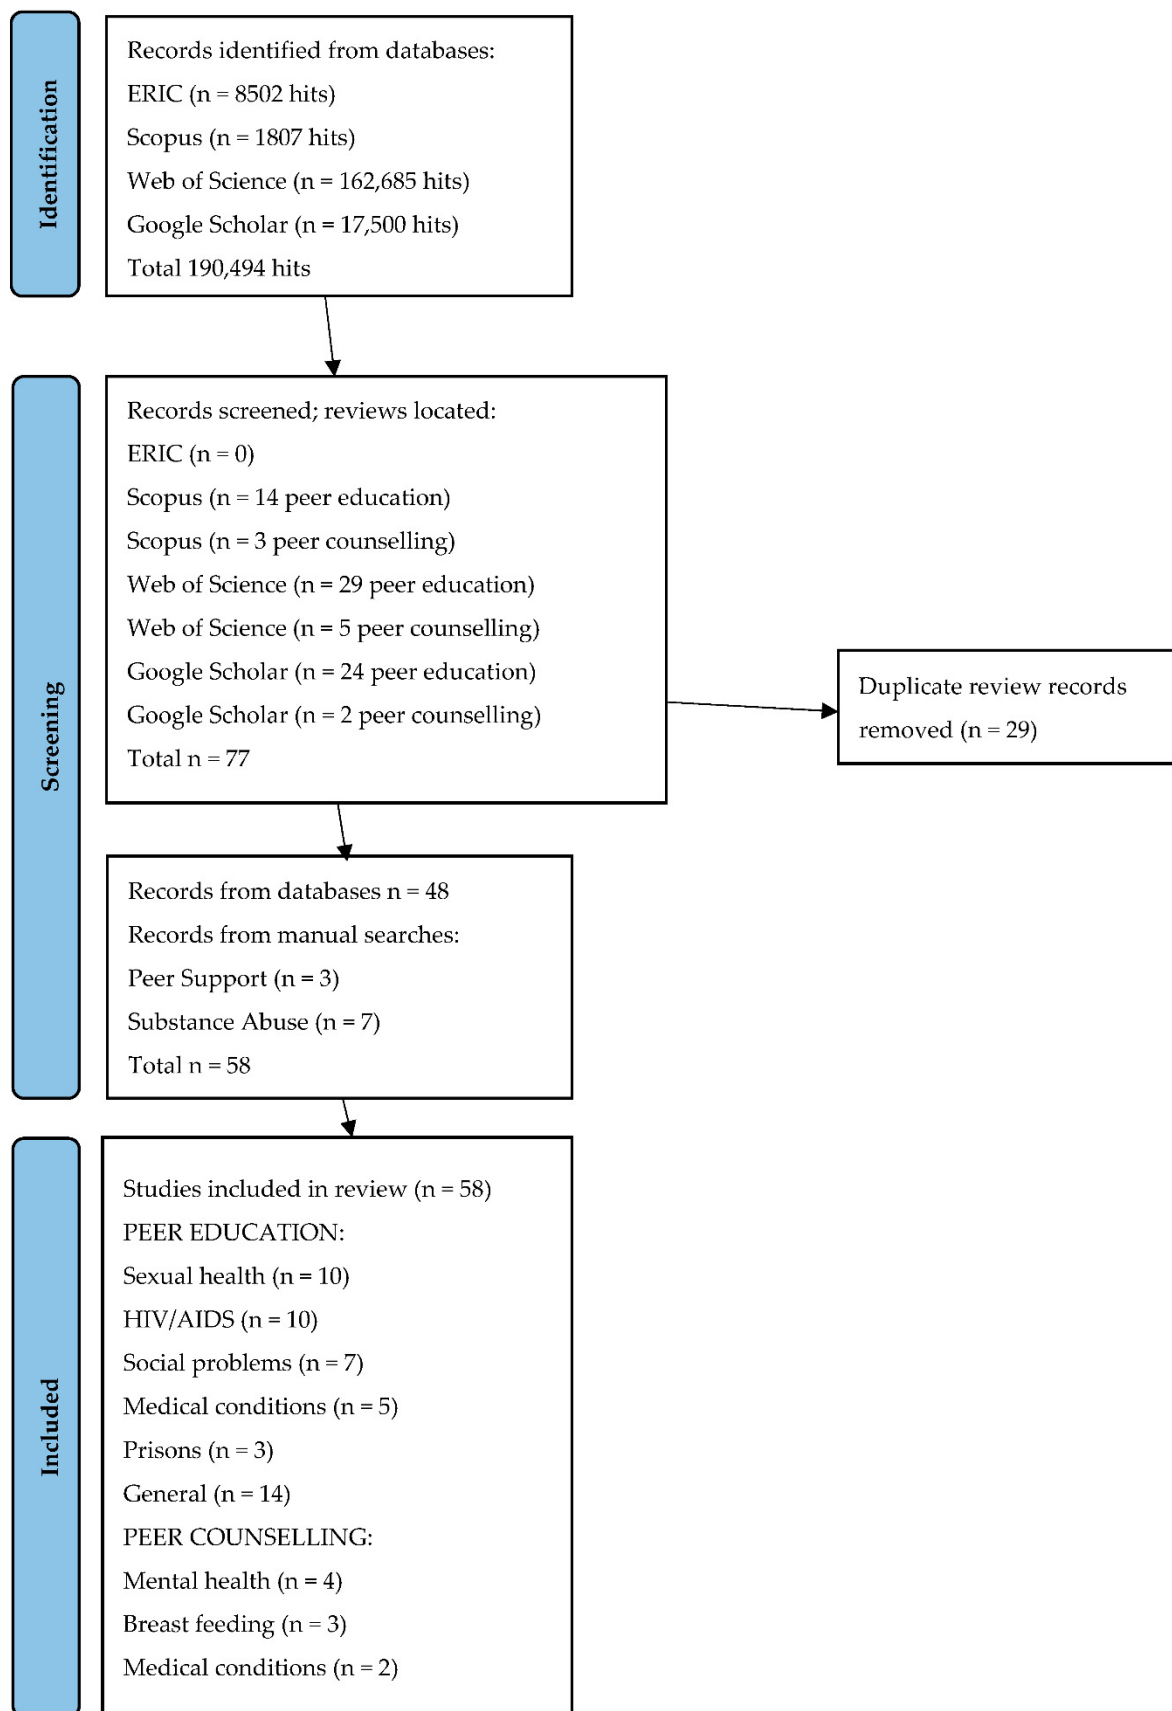 Identification
Records identified from databases:
ERIC (n = 8502 hits)
Scopus (n = 1807 hits)
Web of Science (n = 162,685 hits)
Google Scholar (n = 17,500 hits)
Total 190,494 hits
Screening
Records screened; reviews located:
ERIC (n = 0)
Scopus (n = 14 peer education)
Scopus (n = 3 peer counselling)
Web of Science (n = 29 peer education)
Web of Science (n = 5 peer counselling)
Google Scholar (n = 24 peer education)
Google Scholar (n = 2 peer counselling)
Total n = 77
Duplicate review records
removed (n = 29)
Records from databases n = 48
Records from manual searches:
Peer Support (n = 3)
Substance Abuse (n = 7)
Total n = 58
Included
Studies included in review (n = 58)
PEER EDUCATION:
Sexual health (n = 10)
HIV/AIDS (n = 10)
Social problems (n = 7)
Medical conditions (n = 5)
Prisons (n = 3)
General (n = 14)
PEER COUNSELLING:
Mental health (n = 4)
Breast feeding (n = 3)
Medical conditions (n = 2)